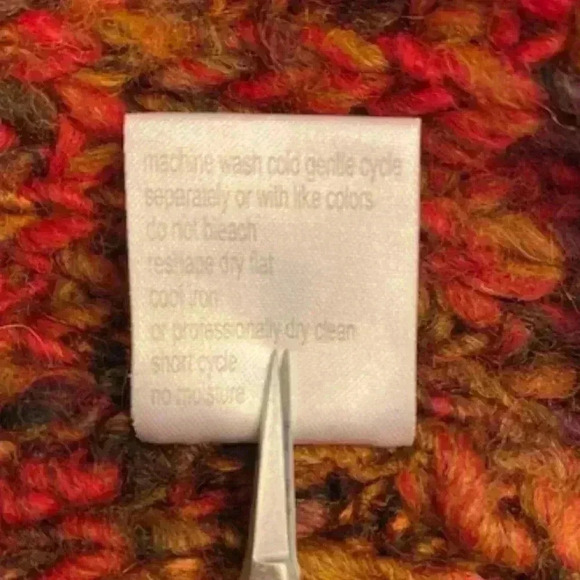 machine wash cold gentle cycle
separately or with like colors
do not bleach
reshape dry flat
cool iron
or professionally dry clean
short cycle
no moisture